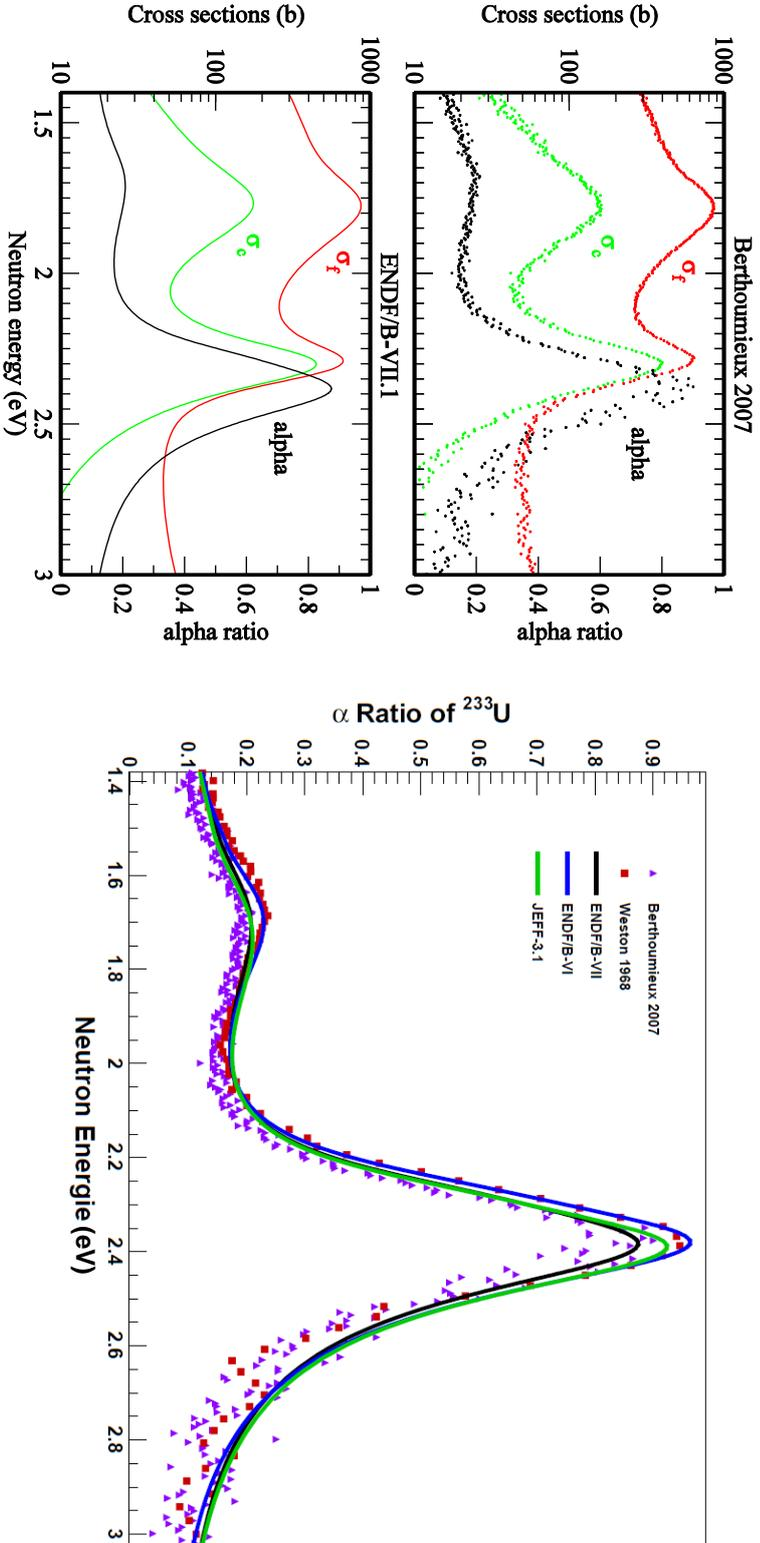 Berthoumieux 2007
Cross sections (b)
1000
100
10
σf
σc
alpha
1
0.8
0.6
0.4
0.2
0
alpha ratio
ENDF/B-VII.1
Cross sections (b)
1000
100
10
σf
σc
alpha
1
0.8
0.6
0.4
0.2
0
alpha ratio
1.5
2
2.5
3
Neutron energy (eV)
α Ratio of 233U
0.9
0.8
0.7
0.6
0.5
0.4
0.3
0.2
0.1
0
Berthoumieux 2007
Weston 1968
ENDF/B-VII
ENDF/B-VI
JEFF-3.1
1.4
1.6
1.8
2
2.2
2.4
2.6
2.8
3
Neutron Energie (eV)